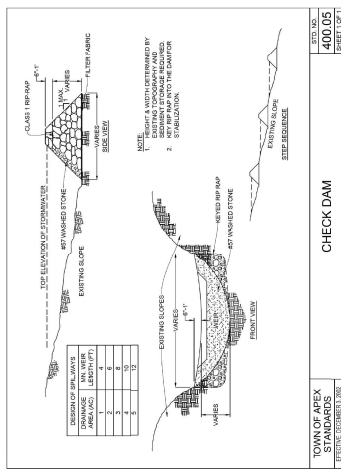 TOP ELEVATION OF STORMWATER
6"-1'
CLASS 1 RIP-RAP
MAX.
1
1
VARIES
FILTER FABRIC
#57 WASHED STONE
EXISTING SLOPE
VARIES
SIDE VIEW
DESIGN OF SPILLWAYS
DRAINAGE AREA (AC)
MIN. WEIR LENGTH (FT)
1 4
2 6
3 8
4 10
5 12
NOTE:
1. HEIGHT & WIDTH DETERMINED BY
EXISTING TOPOGRAPHY AND
SEDIMENT STORAGE REQUIRED.
2. KEY RIP RAP INTO THE DAM FOR
STABILIZATION.
EXISTING SLOPES
VARIES
6"-1'
WEIR
KEYED RIP RAP
#57 WASHED STONE
VARIES
FRONT VIEW
EXISTING SLOPE
STEP SEQUENCE
TOWN OF APEX
STANDARDS
EFFECTIVE: DECEMBER 3, 2002
CHECK DAM
STD. NO.
400.05
SHEET 1 OF 1